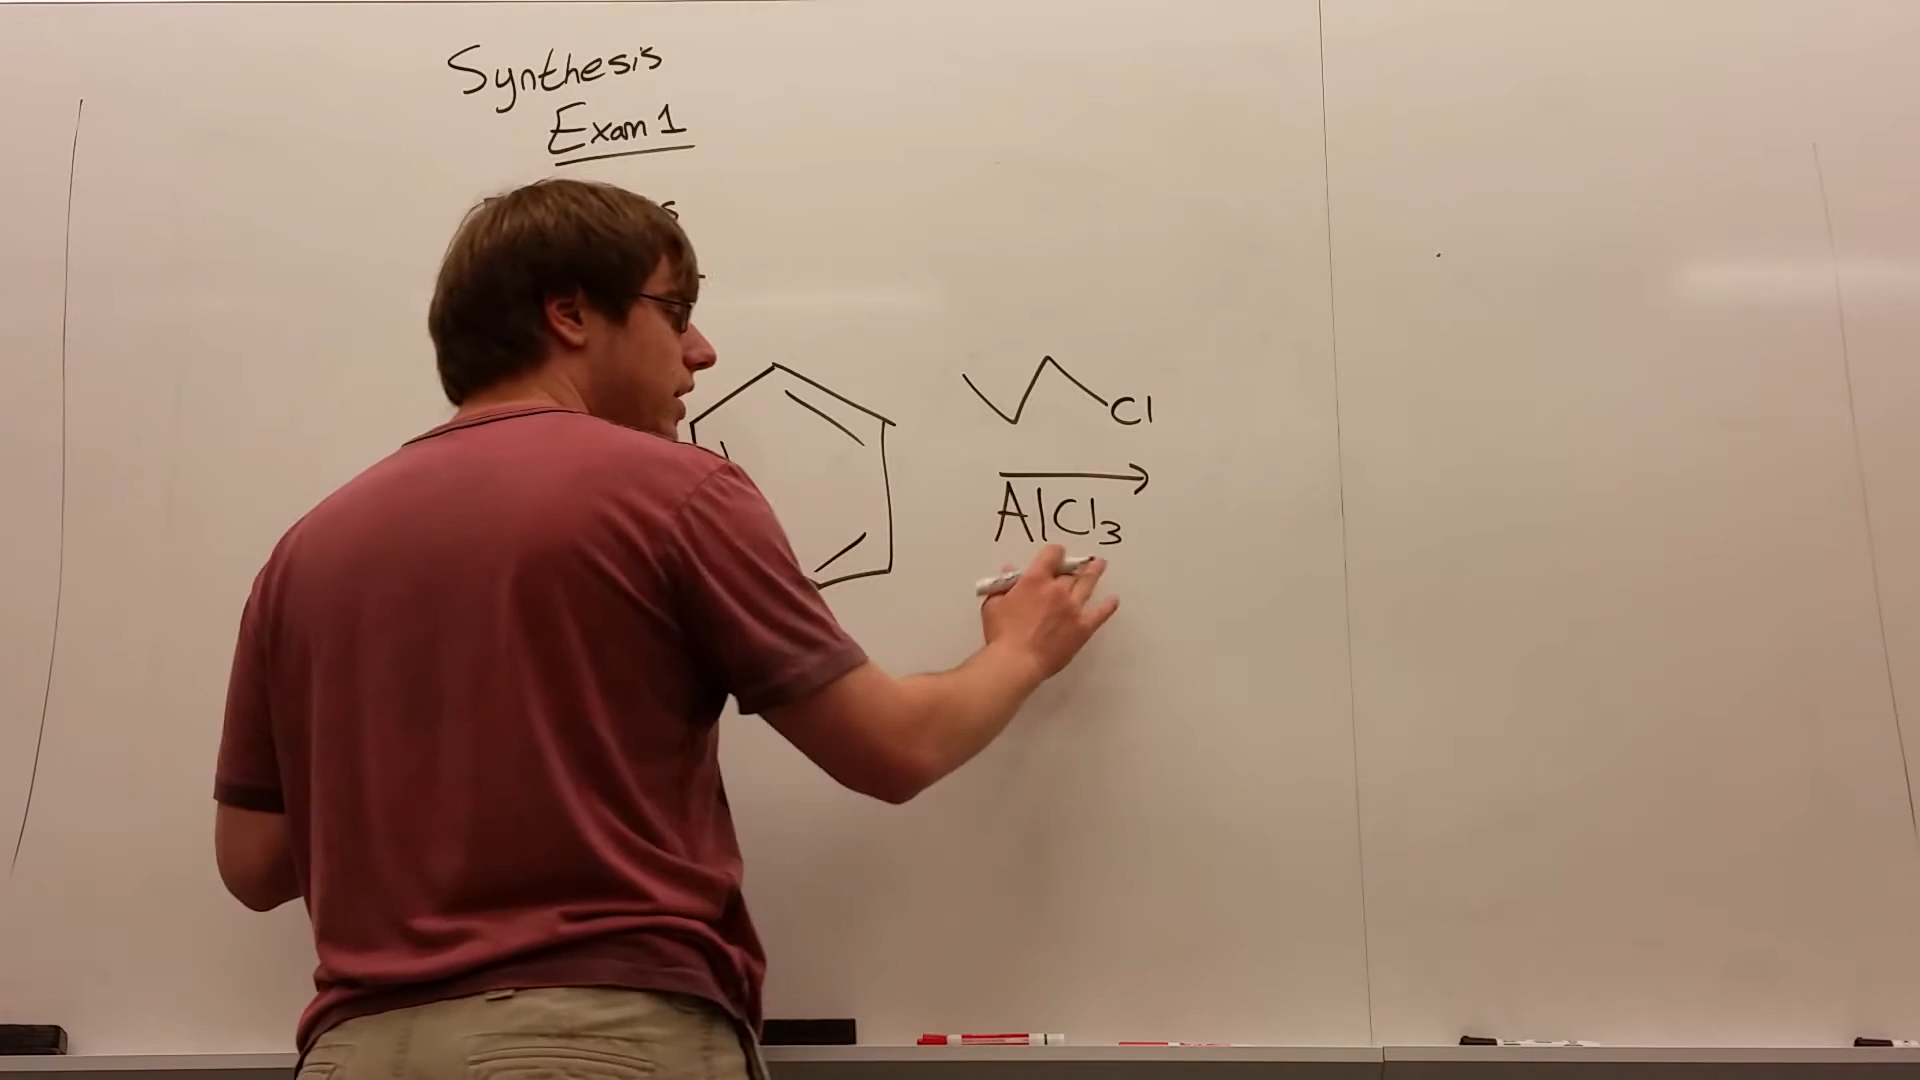 Synthesis
Exam 1
Cl
AlCl₃